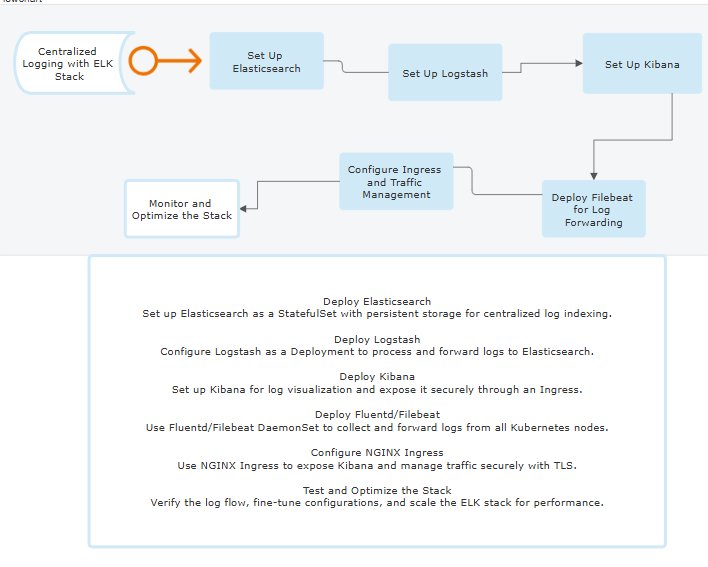 Centralized
Logging with ELK
Stack
Set Up
Elasticsearch
Set Up Logstash
Set Up Kibana
Deploy Filebeat
for Log
Forwarding
Configure Ingress
and Traffic
Management
Monitor and
Optimize the Stack
Deploy Elasticsearch
Set up Elasticsearch as a StatefulSet with persistent storage for centralized log indexing.
Deploy Logstash
Configure Logstash as a Deployment to process and forward logs to Elasticsearch.
Deploy Kibana
Set up Kibana for log visualization and expose it securely through an Ingress.
Deploy Fluentd/Filebeat
Use Fluentd/Filebeat DaemonSet to collect and forward logs from all Kubernetes nodes.
Configure NGINX Ingress
Use NGINX Ingress to expose Kibana and manage traffic securely with TLS.
Test and Optimize the Stack
Verify the log flow, fine-tune configurations, and scale the ELK stack for performance.